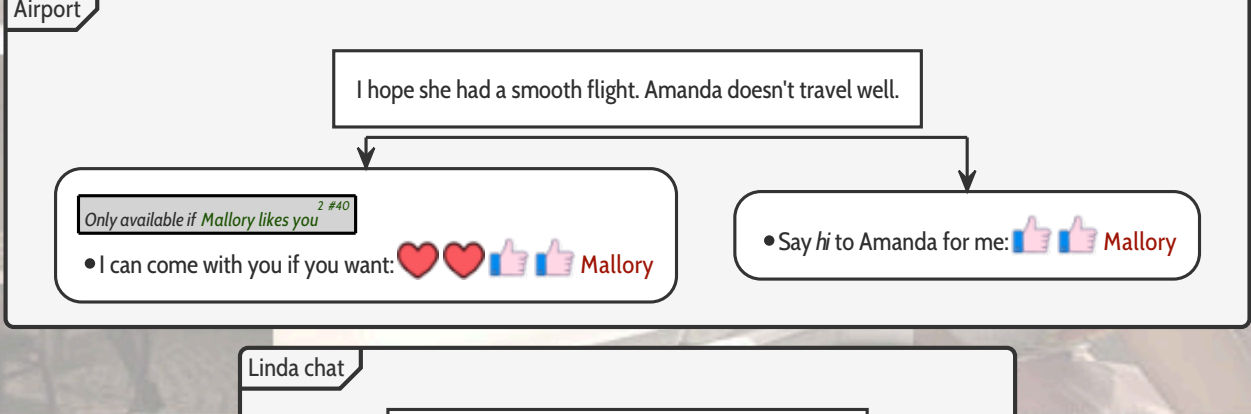 Airport
I hope she had a smooth flight. Amanda doesn't travel well.
Only available if Mallory likes you 2 #40
• I can come with you if you want: Mallory
• Say hi to Amanda for me: Mallory
Linda chat